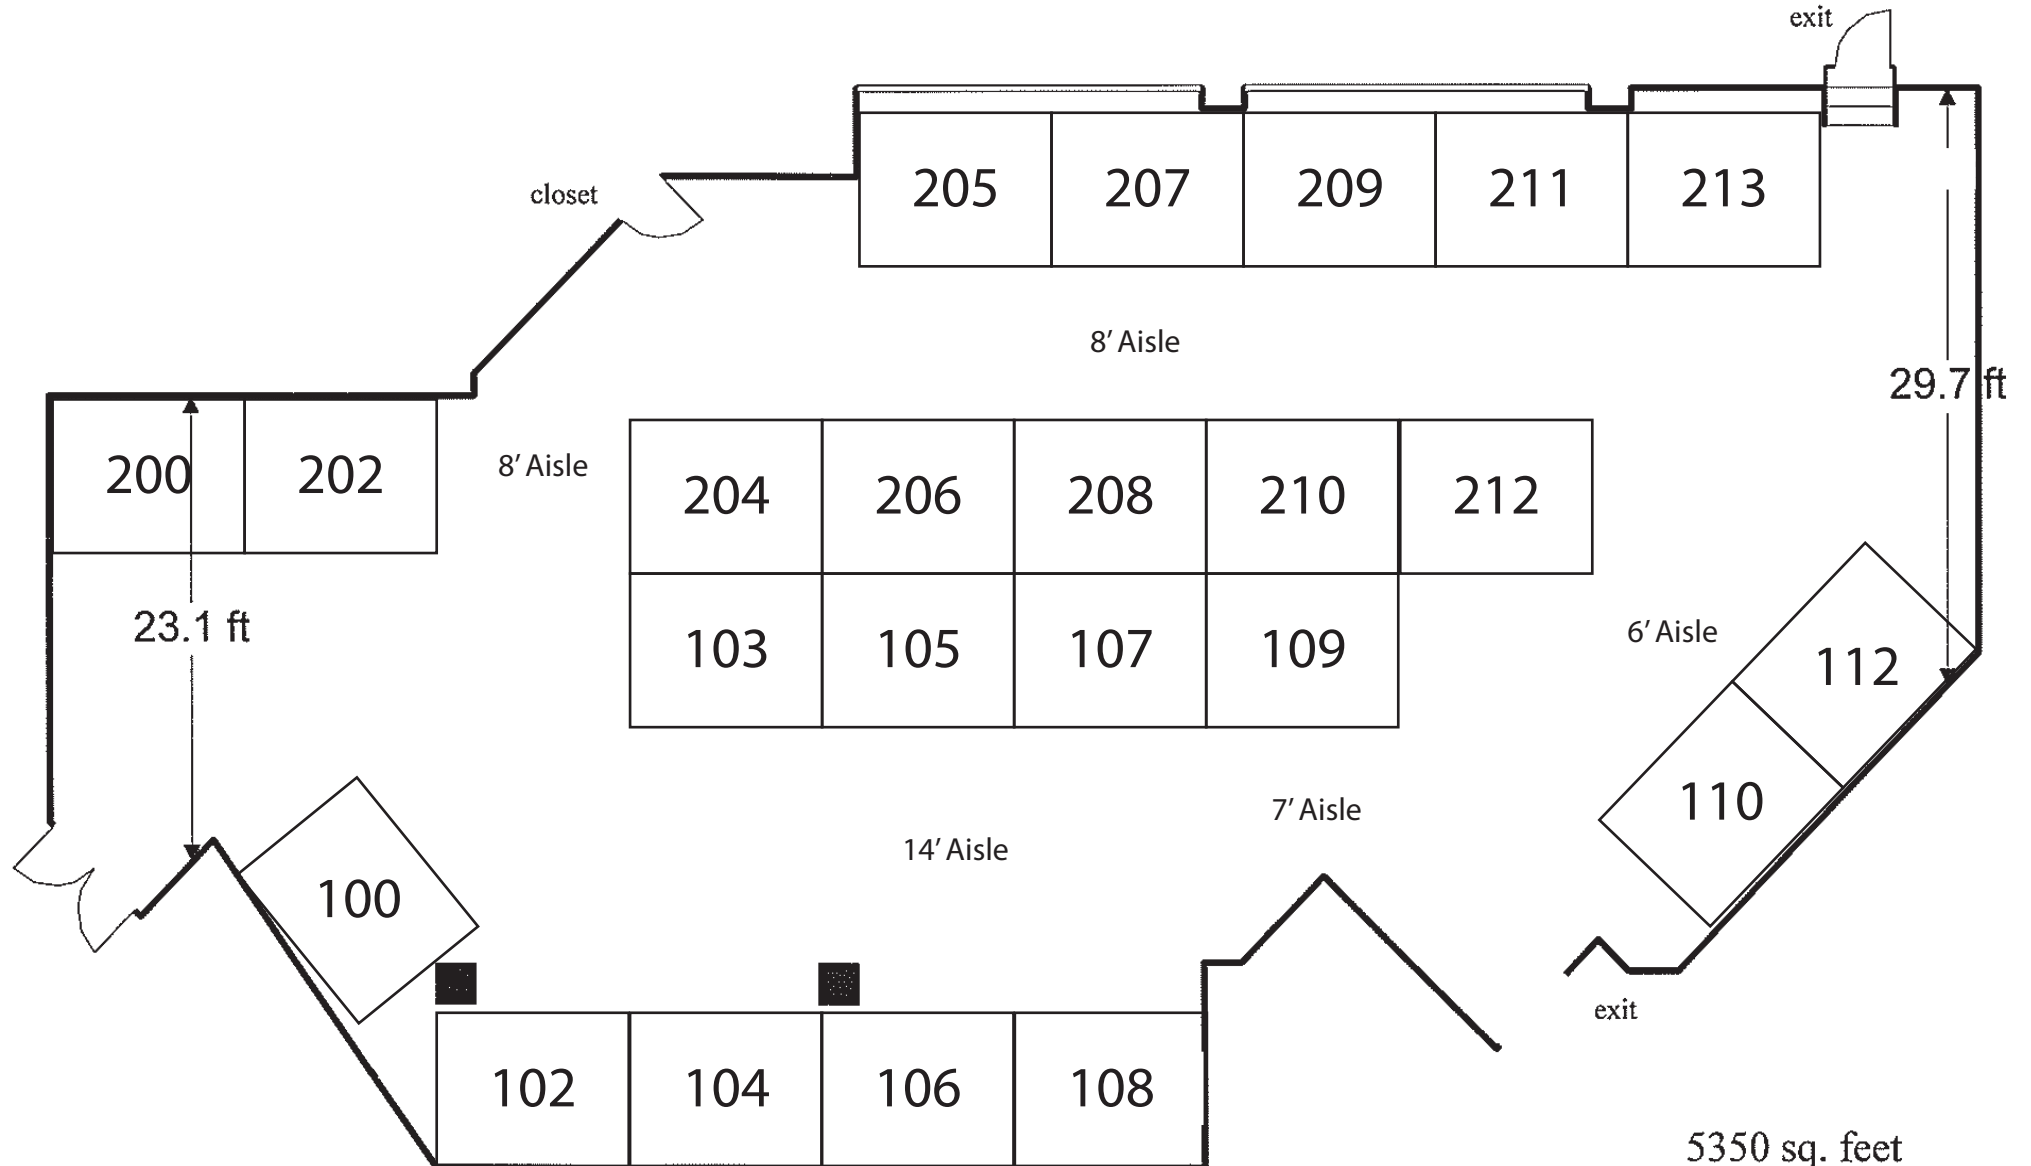 exit
closet
205 207 209 211 213
8’ Aisle
29.7 ft
200 202
8’ Aisle
204 206 208 210 212
23.1 ft
103 105 107 109
6’ Aisle
112
110
7’ Aisle
14’ Aisle
100
exit
102 104 106 108
5350 sq. feet